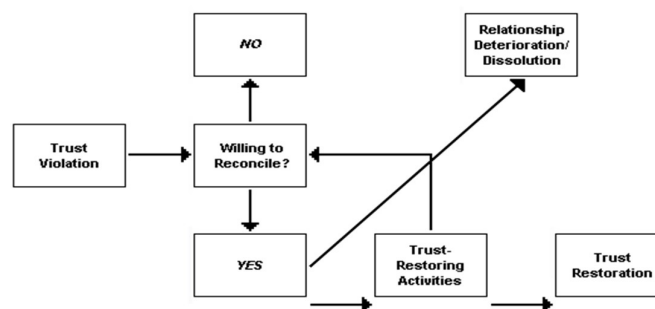 NO
Relationship
Deterioration/
Dissolution
Trust
Violation
Willing to
Reconcile?
YES
Trust-
Restoring
Activities
Trust
Restoration